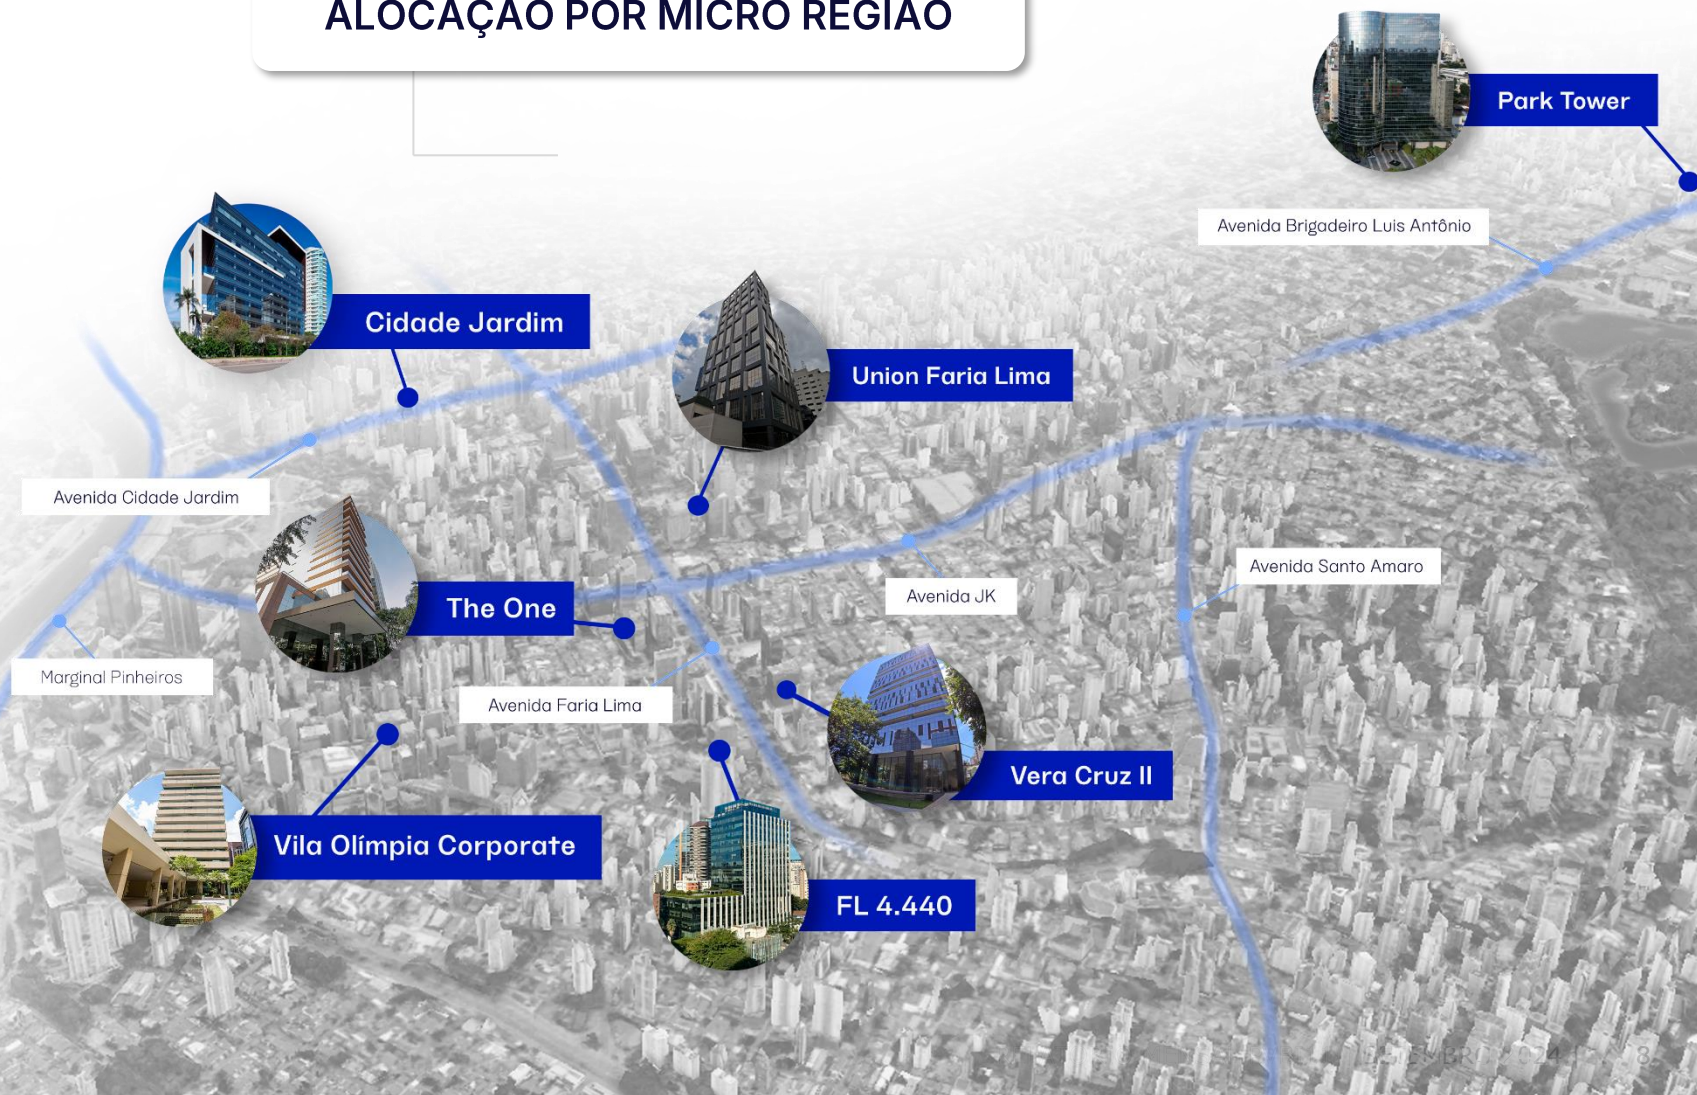 ALOCAÇÃO POR MICRO REGIÃO
Park Tower
Avenida Brigadeiro Luis Antônio
Cidade Jardim
Union Faria Lima
Avenida Cidade Jardim
Avenida Santo Amaro
The One
Avenida JK
Marginal Pinheiros
Avenida Faria Lima
Vera Cruz II
Vila Olímpia Corporate
FL 4.440
8